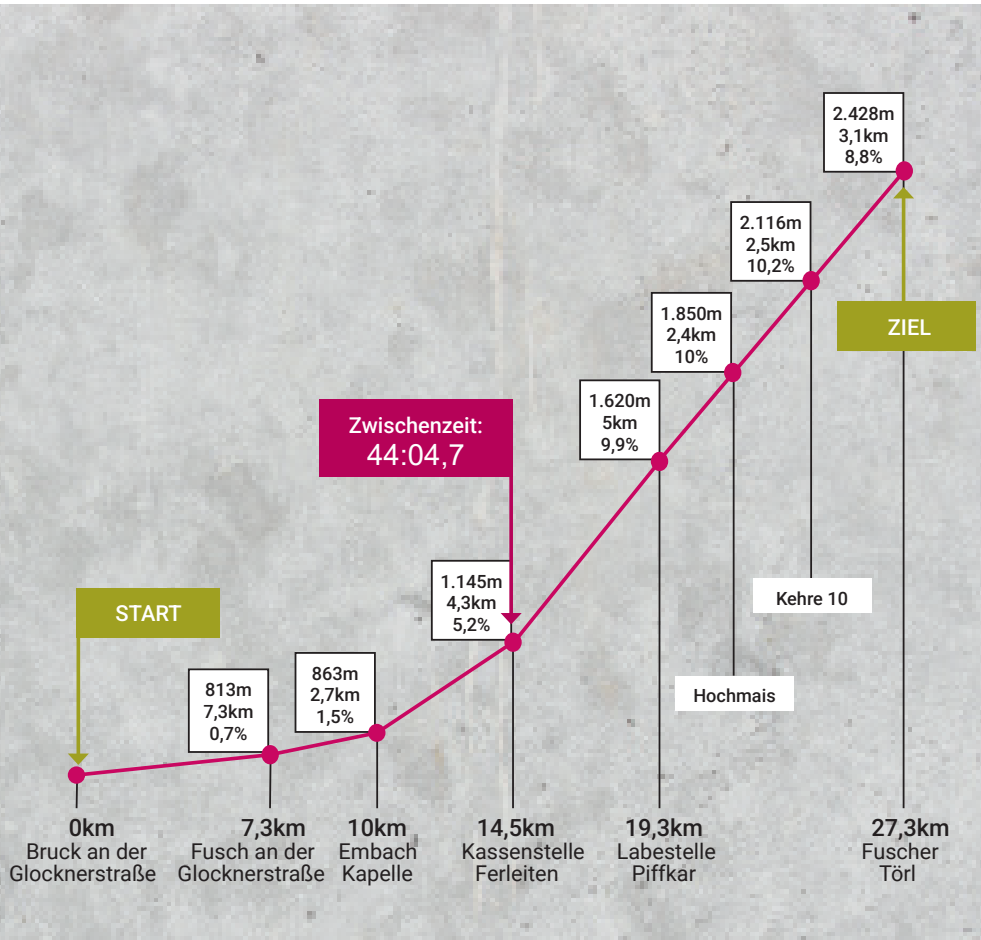 2.428m
3,1km
8,8%
2.116m
2,5km
10,2%
ZIEL
1.850m
2,4km
10%
1.620m
5km
9,9%
Zwischenzeit:
44:04,7
1.145m
4,3km
5,2%
Kehre 10
START
863m
2,7km
1,5%
813m
7,3km
0,7%
Hochmais
0km
Bruck an der
Glocknerstraße
7,3km
Fusch an der
Glocknerstraße
10km
Embach
Kapelle
14,5km
Kassenstelle
Ferleiten
19,3km
Labestelle
Piffkar
27,3km
Fuscher
Törl